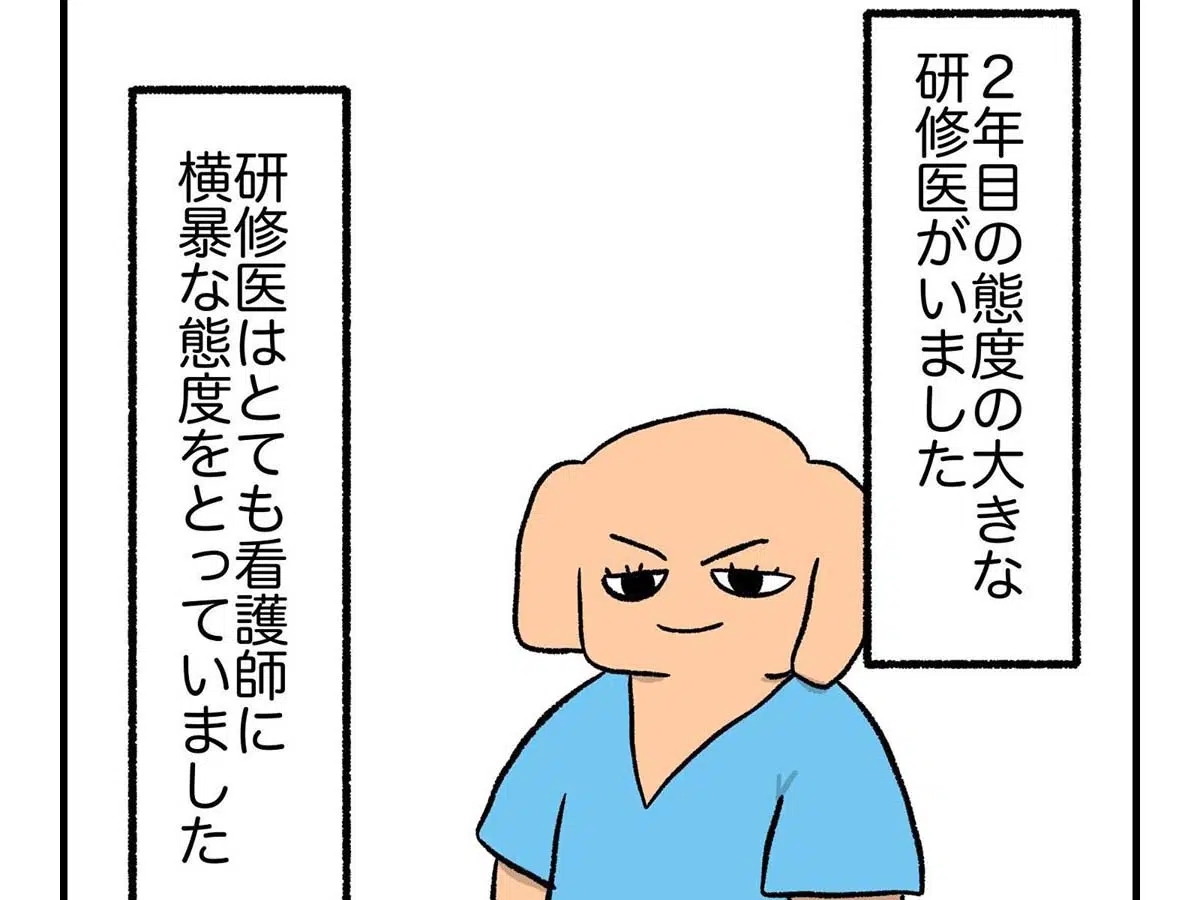 2年目の態度の大きな
研修医がいました
研修医はとても看護師に
横暴な態度をとっていました